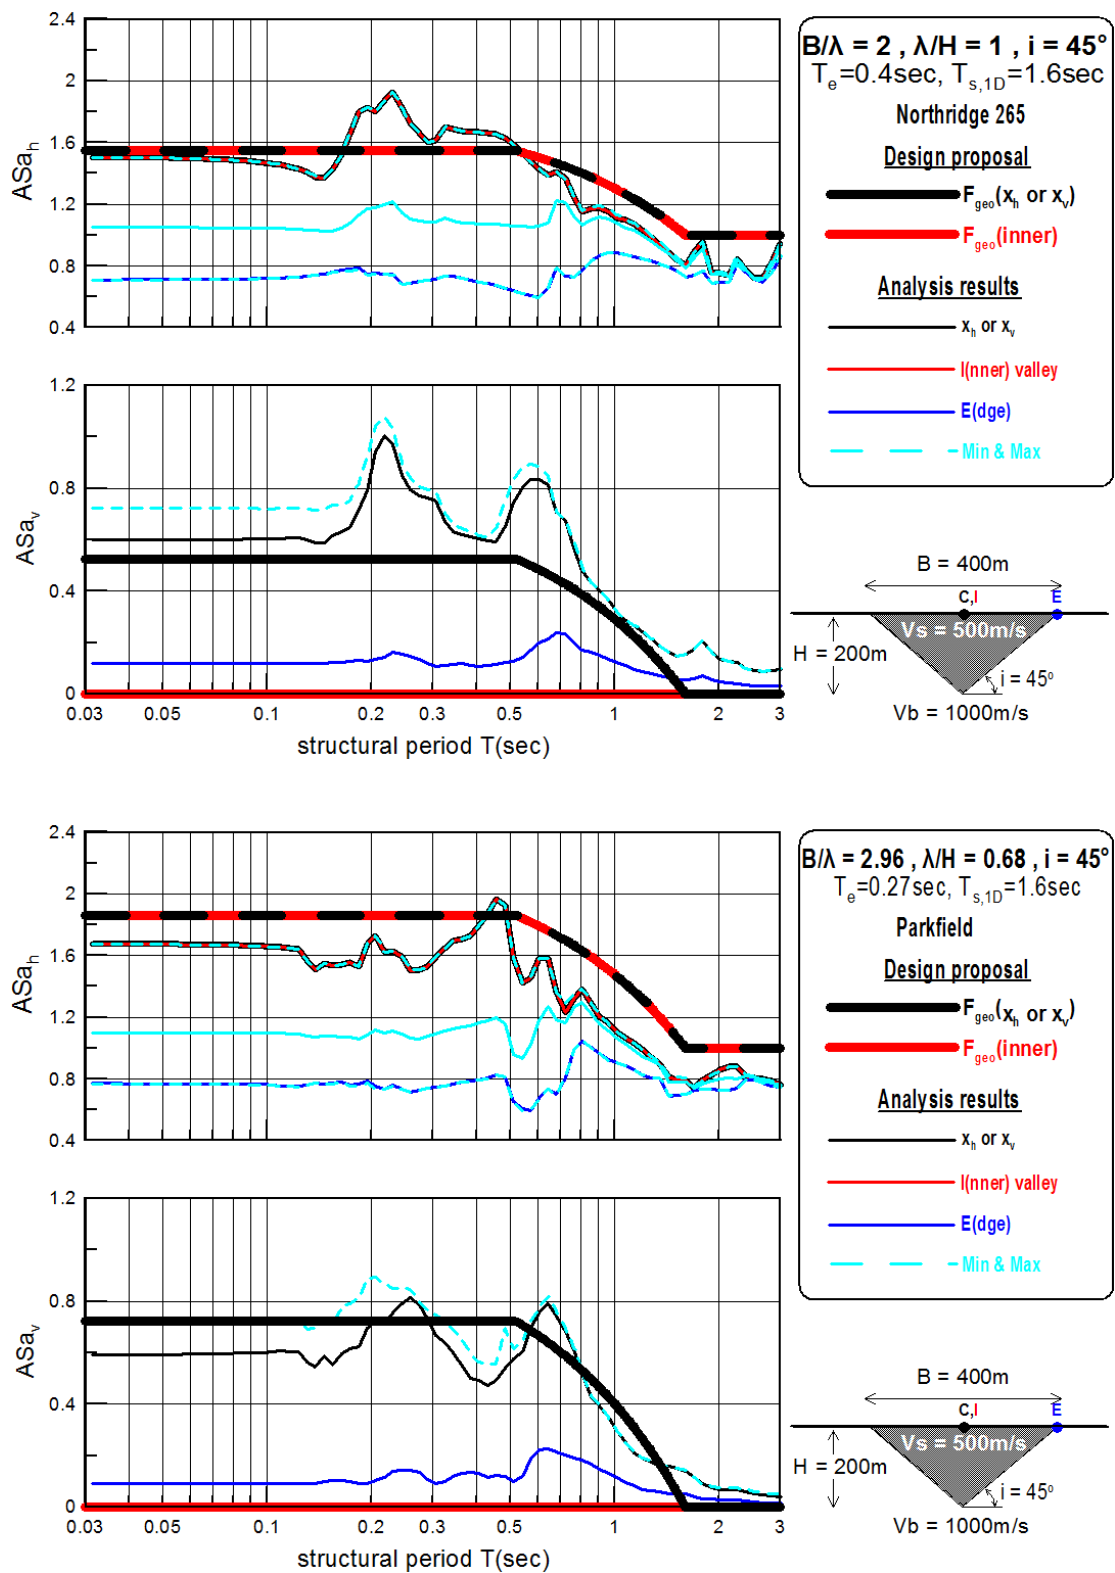 2.4
2
1.6
1.2
0.8
0.4
ASa_h
B/λ = 2 , λ/H = 1 , i = 45°
T_e=0.4sec, T_s,1D=1.6sec
Northridge 265
Design proposal
F_geo(x_h or x_v)
F_geo(inner)
Analysis results
x_h or x_v
I(nner) valley
E(dge)
Min & Max
1.2
0.8
0.4
0
ASa_v
0.03 0.05 0.1 0.2 0.3 0.5 1 2 3
structural period T(sec)
B = 400m
C,I E
Vs = 500m/s
H = 200m
i = 45°
Vb = 1000m/s
2.4
2
1.6
1.2
0.8
0.4
ASa_h
B/λ = 2.96 , λ/H = 0.68 , i = 45°
T_e=0.27sec, T_s,1D=1.6sec
Parkfield
Design proposal
F_geo(x_h or x_v)
F_geo(inner)
Analysis results
x_h or x_v
I(nner) valley
E(dge)
Min & Max
1.2
0.8
0.4
0
ASa_v
0.03 0.05 0.1 0.2 0.3 0.5 1 2 3
structural period T(sec)
B = 400m
C,I E
Vs = 500m/s
H = 200m
i = 45°
Vb = 1000m/s